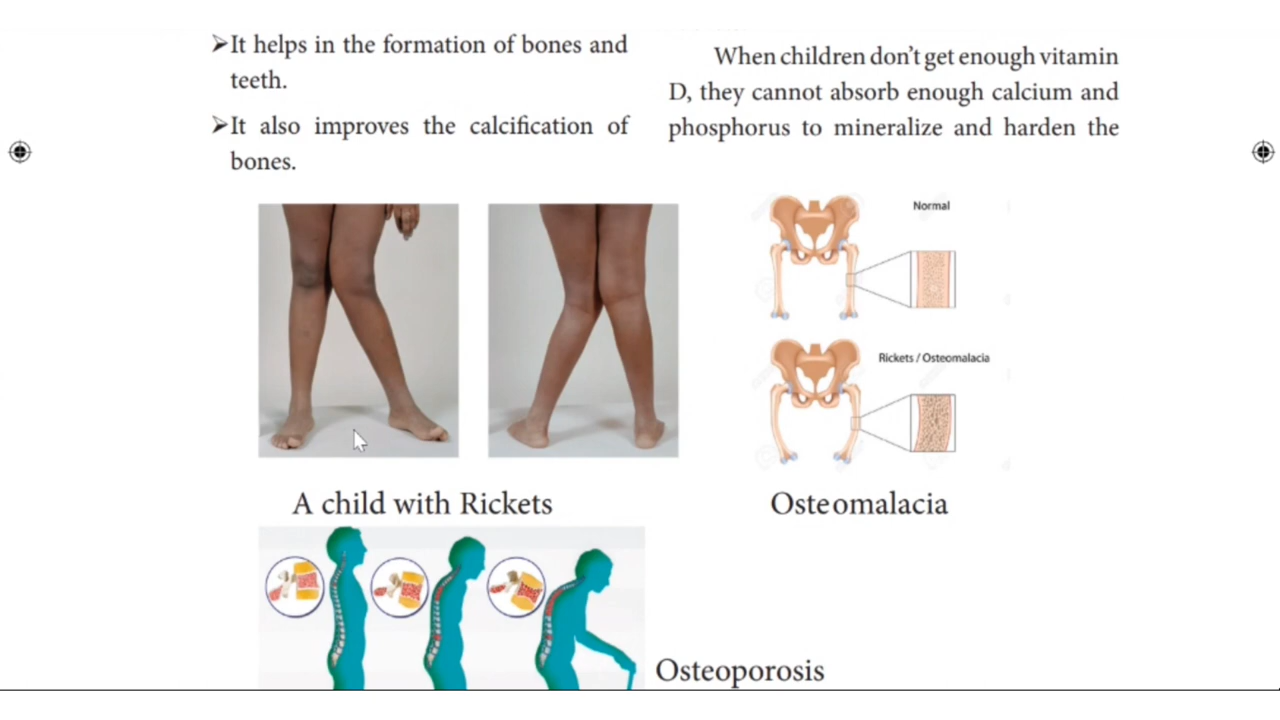 ➢It helps in the formation of bones and
teeth.
➢It also improves the calcification of
bones.
When children don’t get enough vitamin
D, they cannot absorb enough calcium and
phosphorus to mineralize and harden the
Normal
Rickets / Osteomalacia
A child with Rickets
Osteomalacia
Osteoporosis